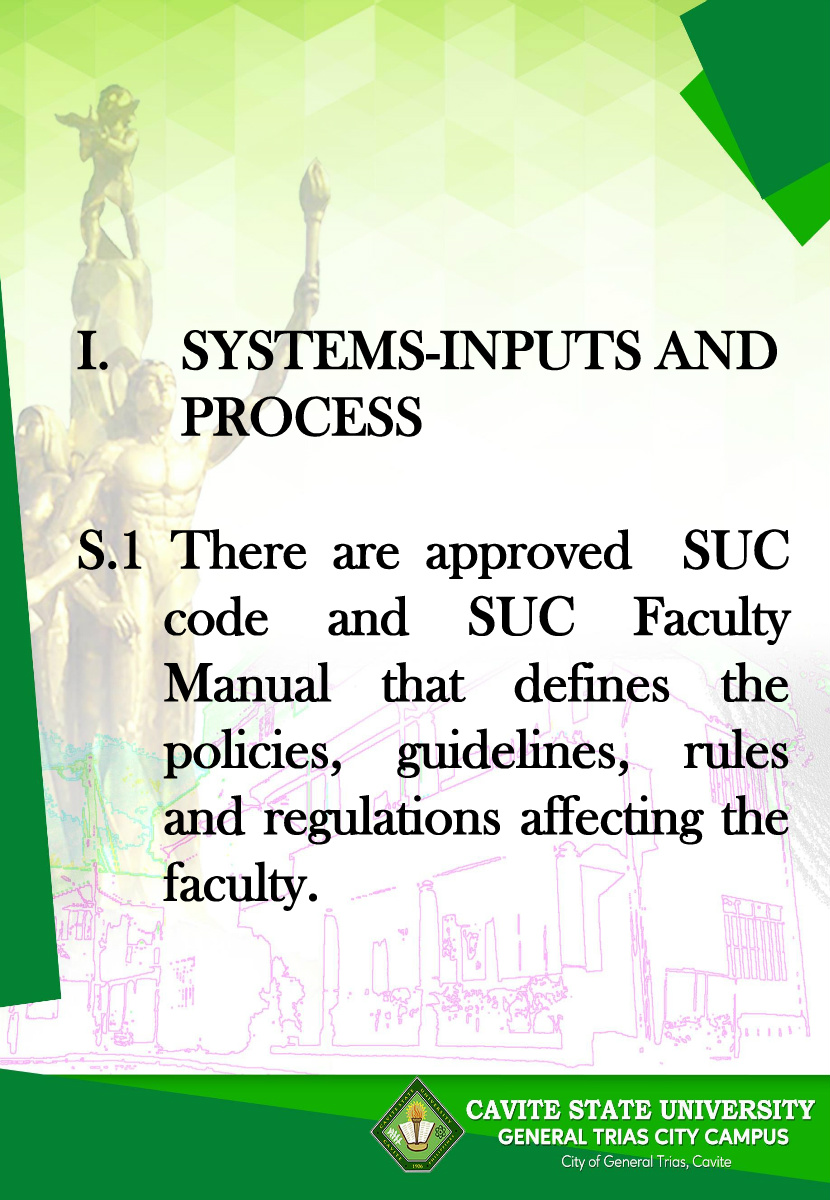 I. SYSTEMS-INPUTS AND
PROCESS
S.1 There are approved SUC
code and SUC Faculty
Manual that defines the
policies, guidelines, rules
and regulations affecting the
faculty.
CAVITE STATE UNIVERSITY
GENERAL TRIAS CITY CAMPUS
City of General Trias, Cavite
1906